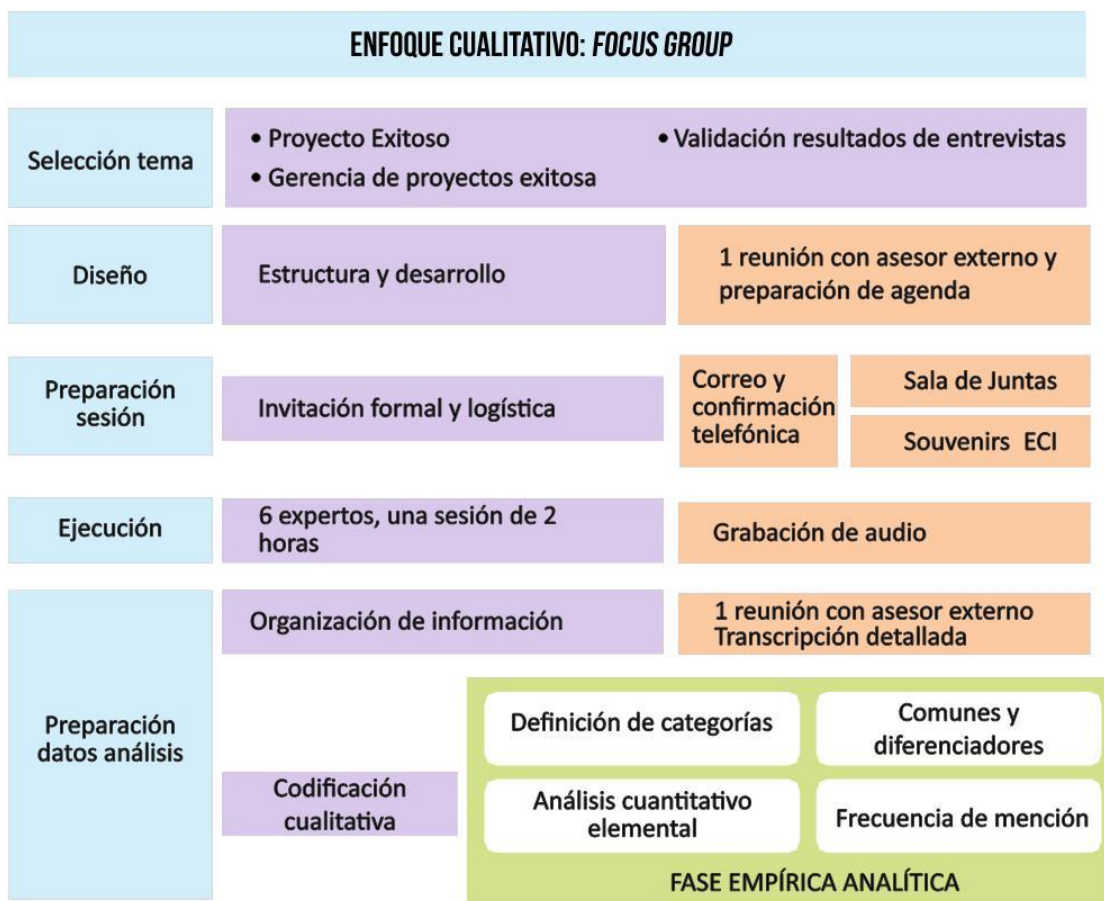 ENFOQUE CUALITATIVO: FOCUS GROUP
Selección tema
• Proyecto Exitoso
• Validación resultados de entrevistas
• Gerencia de proyectos exitosa
Diseño
Estructura y desarrollo
1 reunión con asesor externo y
preparación de agenda
Preparación
sesión
Invitación formal y logística
Correo y
confirmación
telefónica
Sala de Juntas
Souvenirs ECI
Ejecución
6 expertos, una sesión de 2
horas
Grabación de audio
Preparación
datos análisis
Organización de información
1 reunión con asesor externo
Transcripción detallada
Codificación
cualitativa
Definición de categorías
Comunes y
diferenciadores
Análisis cuantitativo
elemental
Frecuencia de mención
FASE EMPÍRICA ANALÍTICA